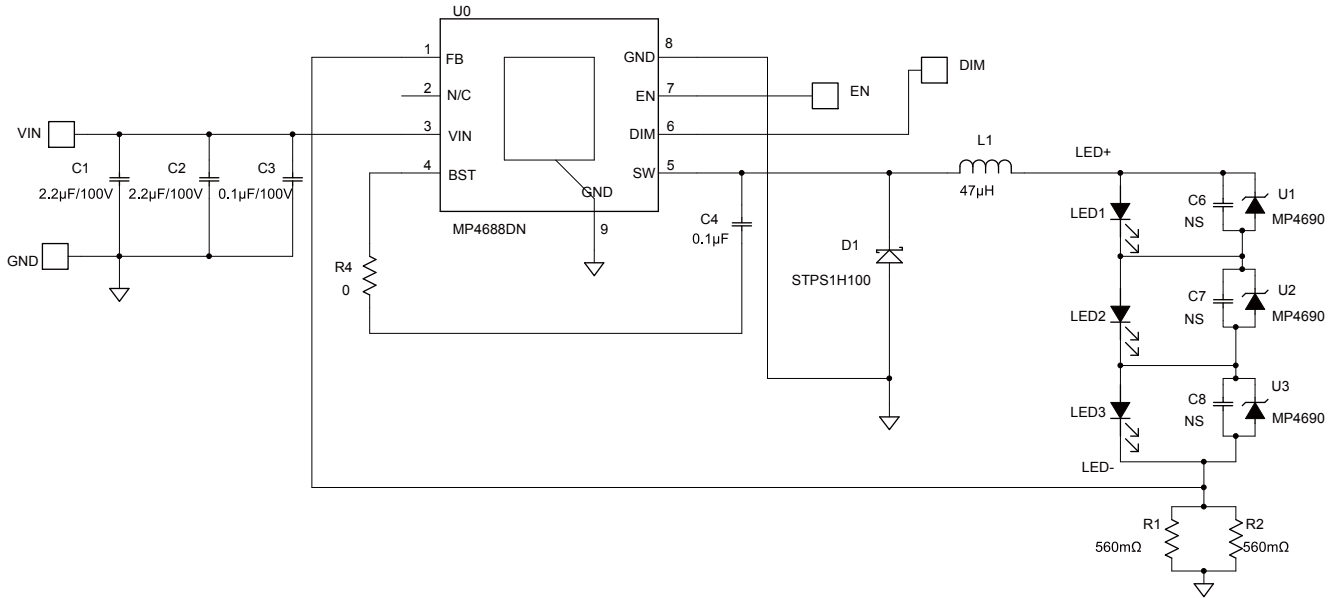 U0
1
FB
GND
8
2
N/C
EN
7
EN
DIM
VIN
3
VIN
DIM
6
4
BST
SW
5
GND
9
MP4688DN
C1
2.2µF/100V
C2
2.2µF/100V
C3
0.1µF/100V
GND
R4
0
C4
0.1µF
D1
STPS1H100
L1
47µH
LED+
LED1
C6
NS
U1
MP4690
LED2
C7
NS
U2
MP4690
LED3
C8
NS
U3
MP4690
LED-
R1
560mΩ
R2
560mΩ